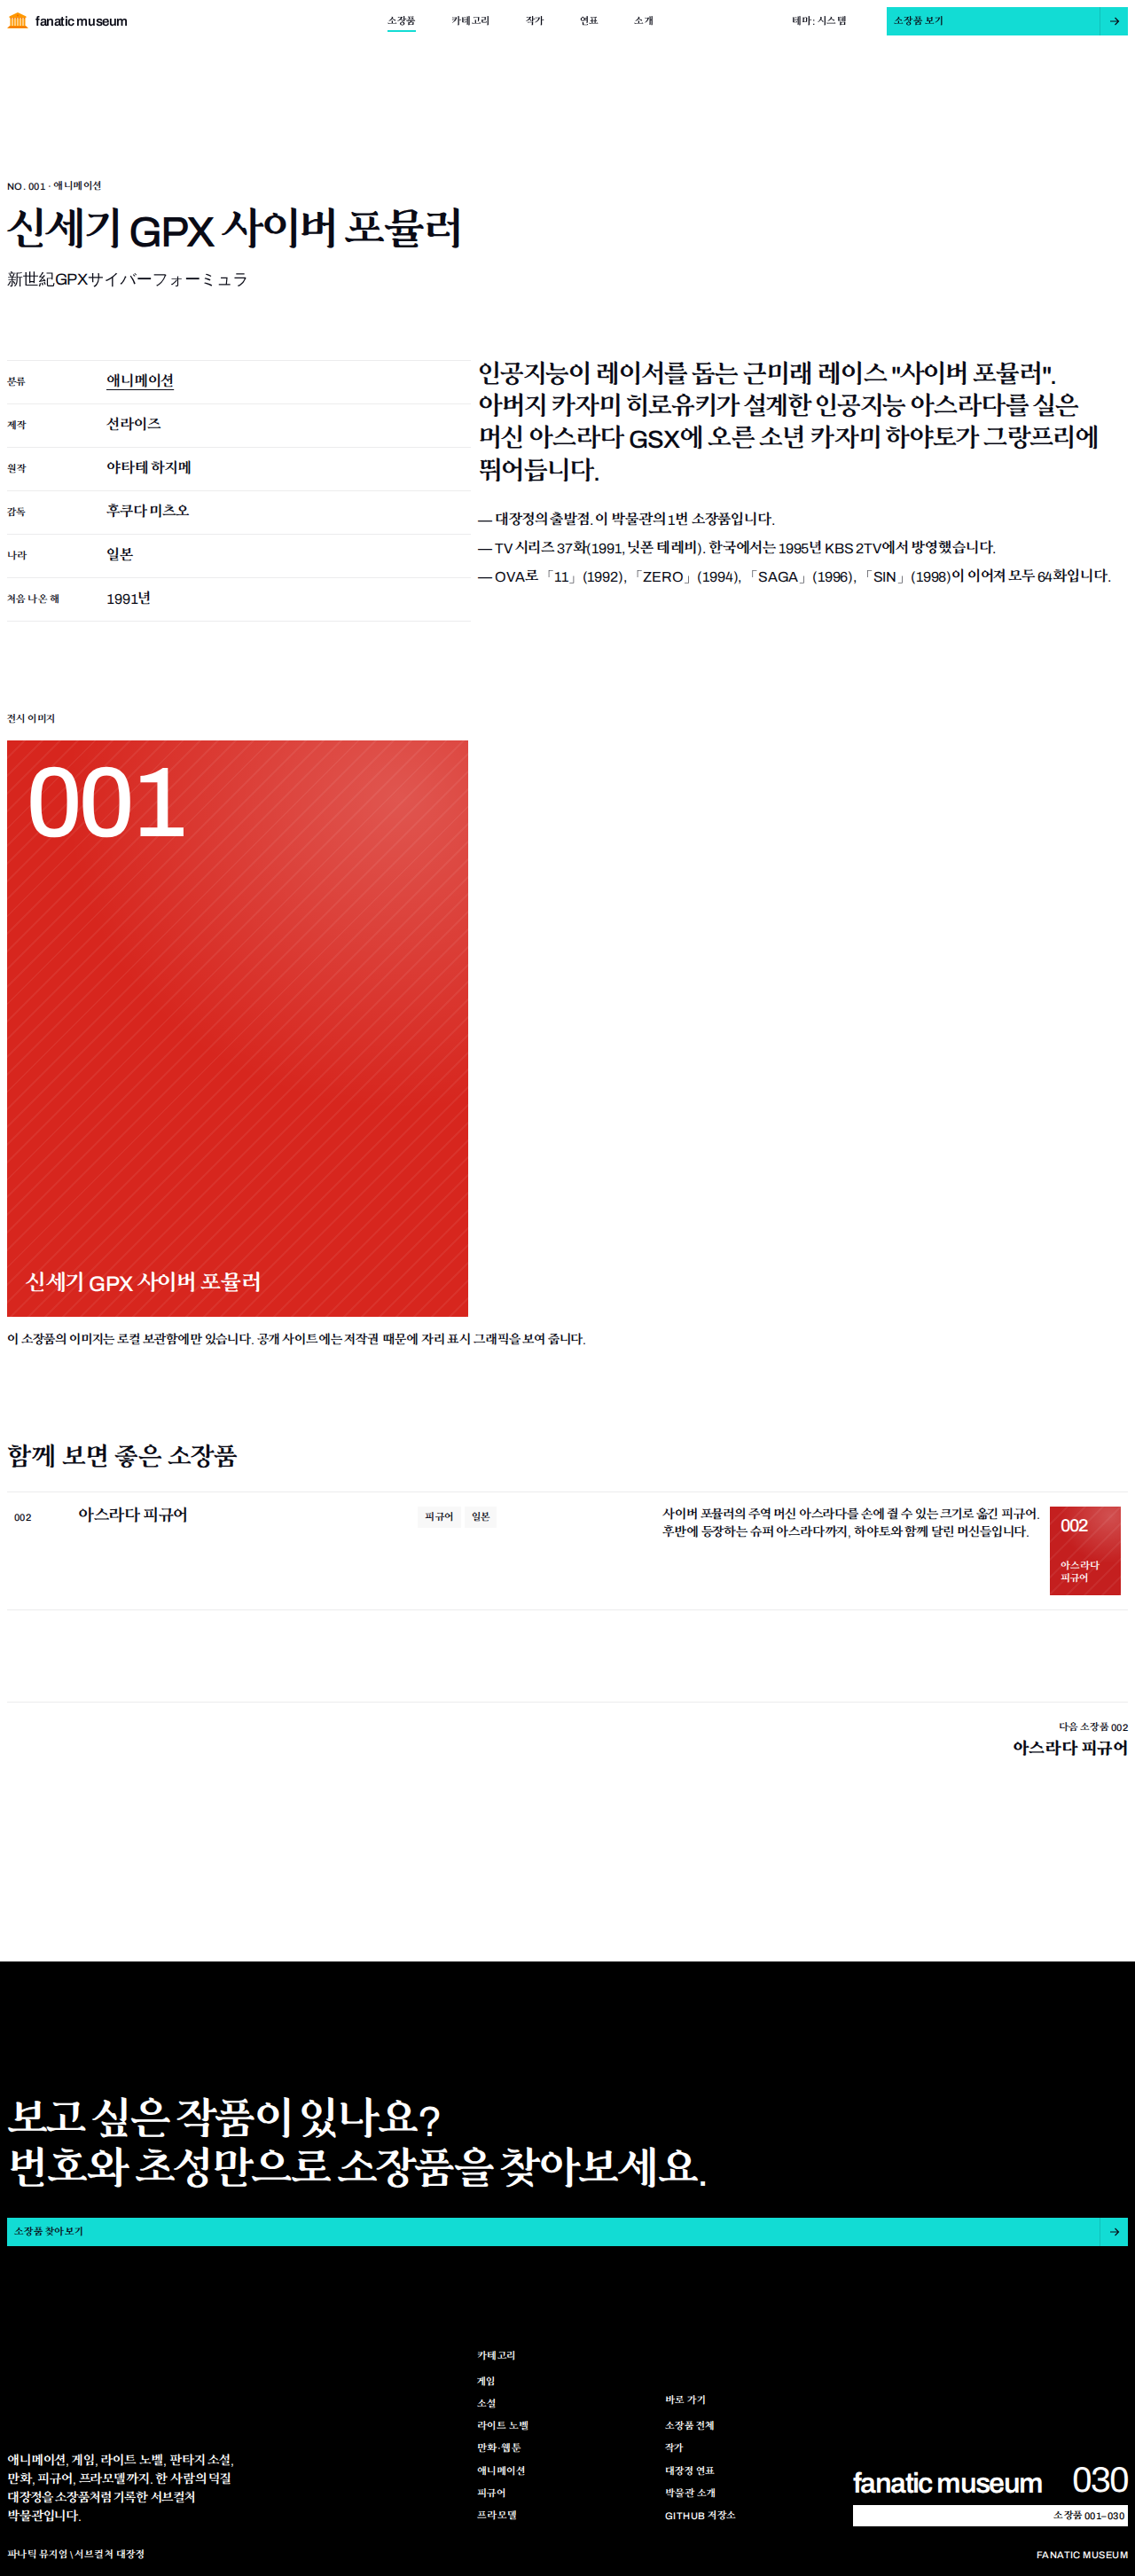 fanatic museum
소장품 카테고리 작가 연표 소개
테마: 시스템
소장품 보기
NO. 001 · 애니메이션
신세기 GPX 사이버 포뮬러
新世紀GPXサイバーフォーミュラ
분류 애니메이션
제작 선라이즈
원작 야타테 하지메
감독 후쿠다 미츠오
나라 일본
처음 나온 해 1991년
인공지능이 레이서를 돕는 근미래 레이스 "사이버 포뮬러".
아버지 카자미 히로유키가 설계한 인공지능 아스라다를 실은
머신 아스라다 GSX에 오른 소년 카자미 하야토가 그랑프리에
뛰어듭니다.
— 대장정의 출발점. 이 박물관의 1번 소장품입니다.
— TV 시리즈 37화(1991, 닛폰 테레비). 한국에서는 1995년 KBS 2TV에서 방영했습니다.
— OVA로 「11」(1992), 「ZERO」(1994), 「SAGA」(1996), 「SIN」(1998)이 이어져 모두 64화입니다.
전시 이미지
001
신세기 GPX 사이버 포뮬러
이 소장품의 이미지는 로컬 보관함에만 있습니다. 공개 사이트에는 저작권 때문에 자리 표시 그래픽을 보여 줍니다.
함께 보면 좋은 소장품
002 아스라다 피규어 피규어 일본
사이버 포뮬러의 주역 머신 아스라다를 손에 쥘 수 있는 크기로 옮긴 피규어.
후반에 등장하는 슈퍼 아스라다까지, 하야토와 함께 달린 머신들입니다.
002
아스라다
피규어
다음 소장품 002
아스라다 피규어
보고 싶은 작품이 있나요?
번호와 초성만으로 소장품을 찾아보세요.
소장품 찾아보기
애니메이션, 게임, 라이트 노벨, 판타지 소설,
만화, 피규어, 프라모델까지. 한 사람의 덕질
대장정을 소장품처럼 기록한 서브컬처
박물관입니다.
카테고리
게임
소설
라이트 노벨
만화·웹툰
애니메이션
피규어
프라모델
바로 가기
소장품 전체
작가
대장정 연표
박물관 소개
GITHUB 저장소
fanatic museum 030
소장품 001–030
파나틱 뮤지엄 \ 서브컬처 대장정
FANATIC MUSEUM